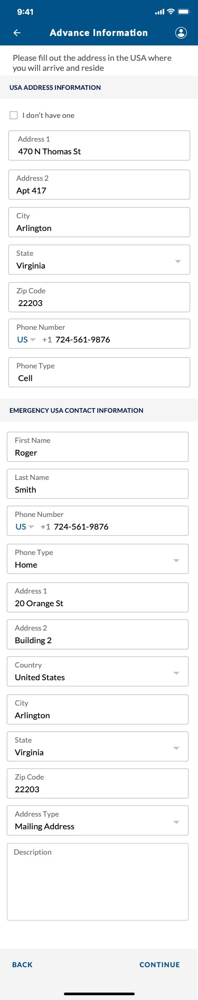 9:41
Advance Information
Please fill out the address in the USA where
you will arrive and reside
USA ADDRESS INFORMATION
I don't have one
Address 1
470 N Thomas St
Address 2
Apt 417
City
Arlington
State
Virginia
Zip Code
22203
Phone Number
US +1 724-561-9876
Phone Type
Cell
EMERGENCY USA CONTACT INFORMATION
First Name
Roger
Last Name
Smith
Phone Number
US +1 724-561-9876
Phone Type
Home
Address 1
20 Orange St
Address 2
Building 2
Country
United States
City
Arlington
State
Virginia
Zip Code
22203
Address Type
Mailing Address
Description
BACK CONTINUE